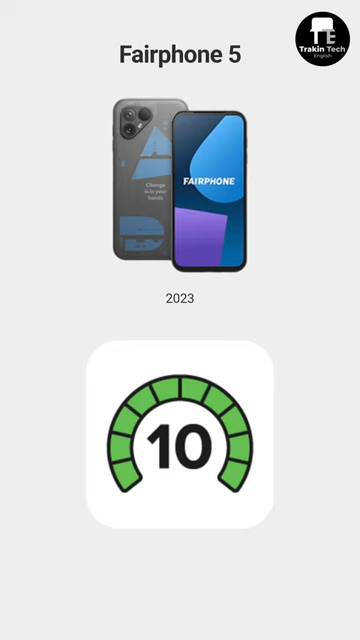 Trakin Tech
English
Fairphone 5
Change
is in your
hands
FAIRPHONE
2023
10